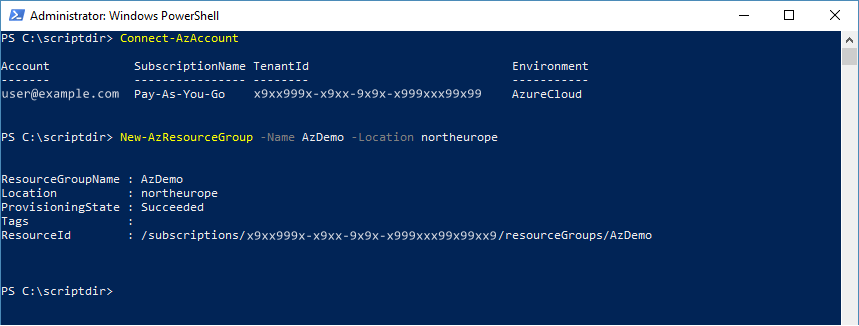 Administrator: Windows PowerShell
PS C:\scriptdir> Connect-AzAccount
Account SubscriptionName TenantId Environment
------- ---------------- -------- -----------
user@example.com Pay-As-You-Go x9xx999x-x9xx-9x9x-x999xxx99x99 AzureCloud
PS C:\scriptdir> New-AzResourceGroup -Name AzDemo -Location northeurope
ResourceGroupName : AzDemo
Location : northeurope
ProvisioningState : Succeeded
Tags :
ResourceId : /subscriptions/x9xx999x-x9xx-9x9x-x999xxx99x99xx9/resourceGroups/AzDemo
PS C:\scriptdir>